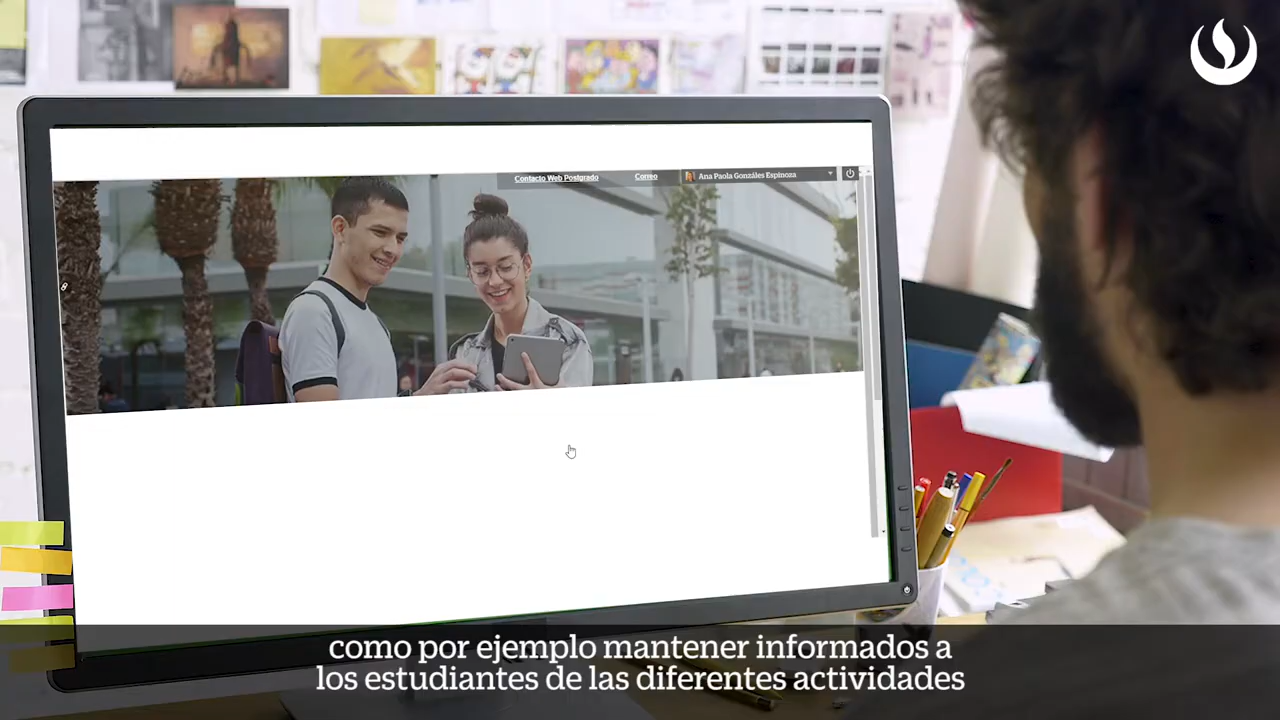 Contacto Web Postgrado
Correo
Ana Paola Gonzáles Espinoza
como por ejemplo mantener informados a
los estudiantes de las diferentes actividades